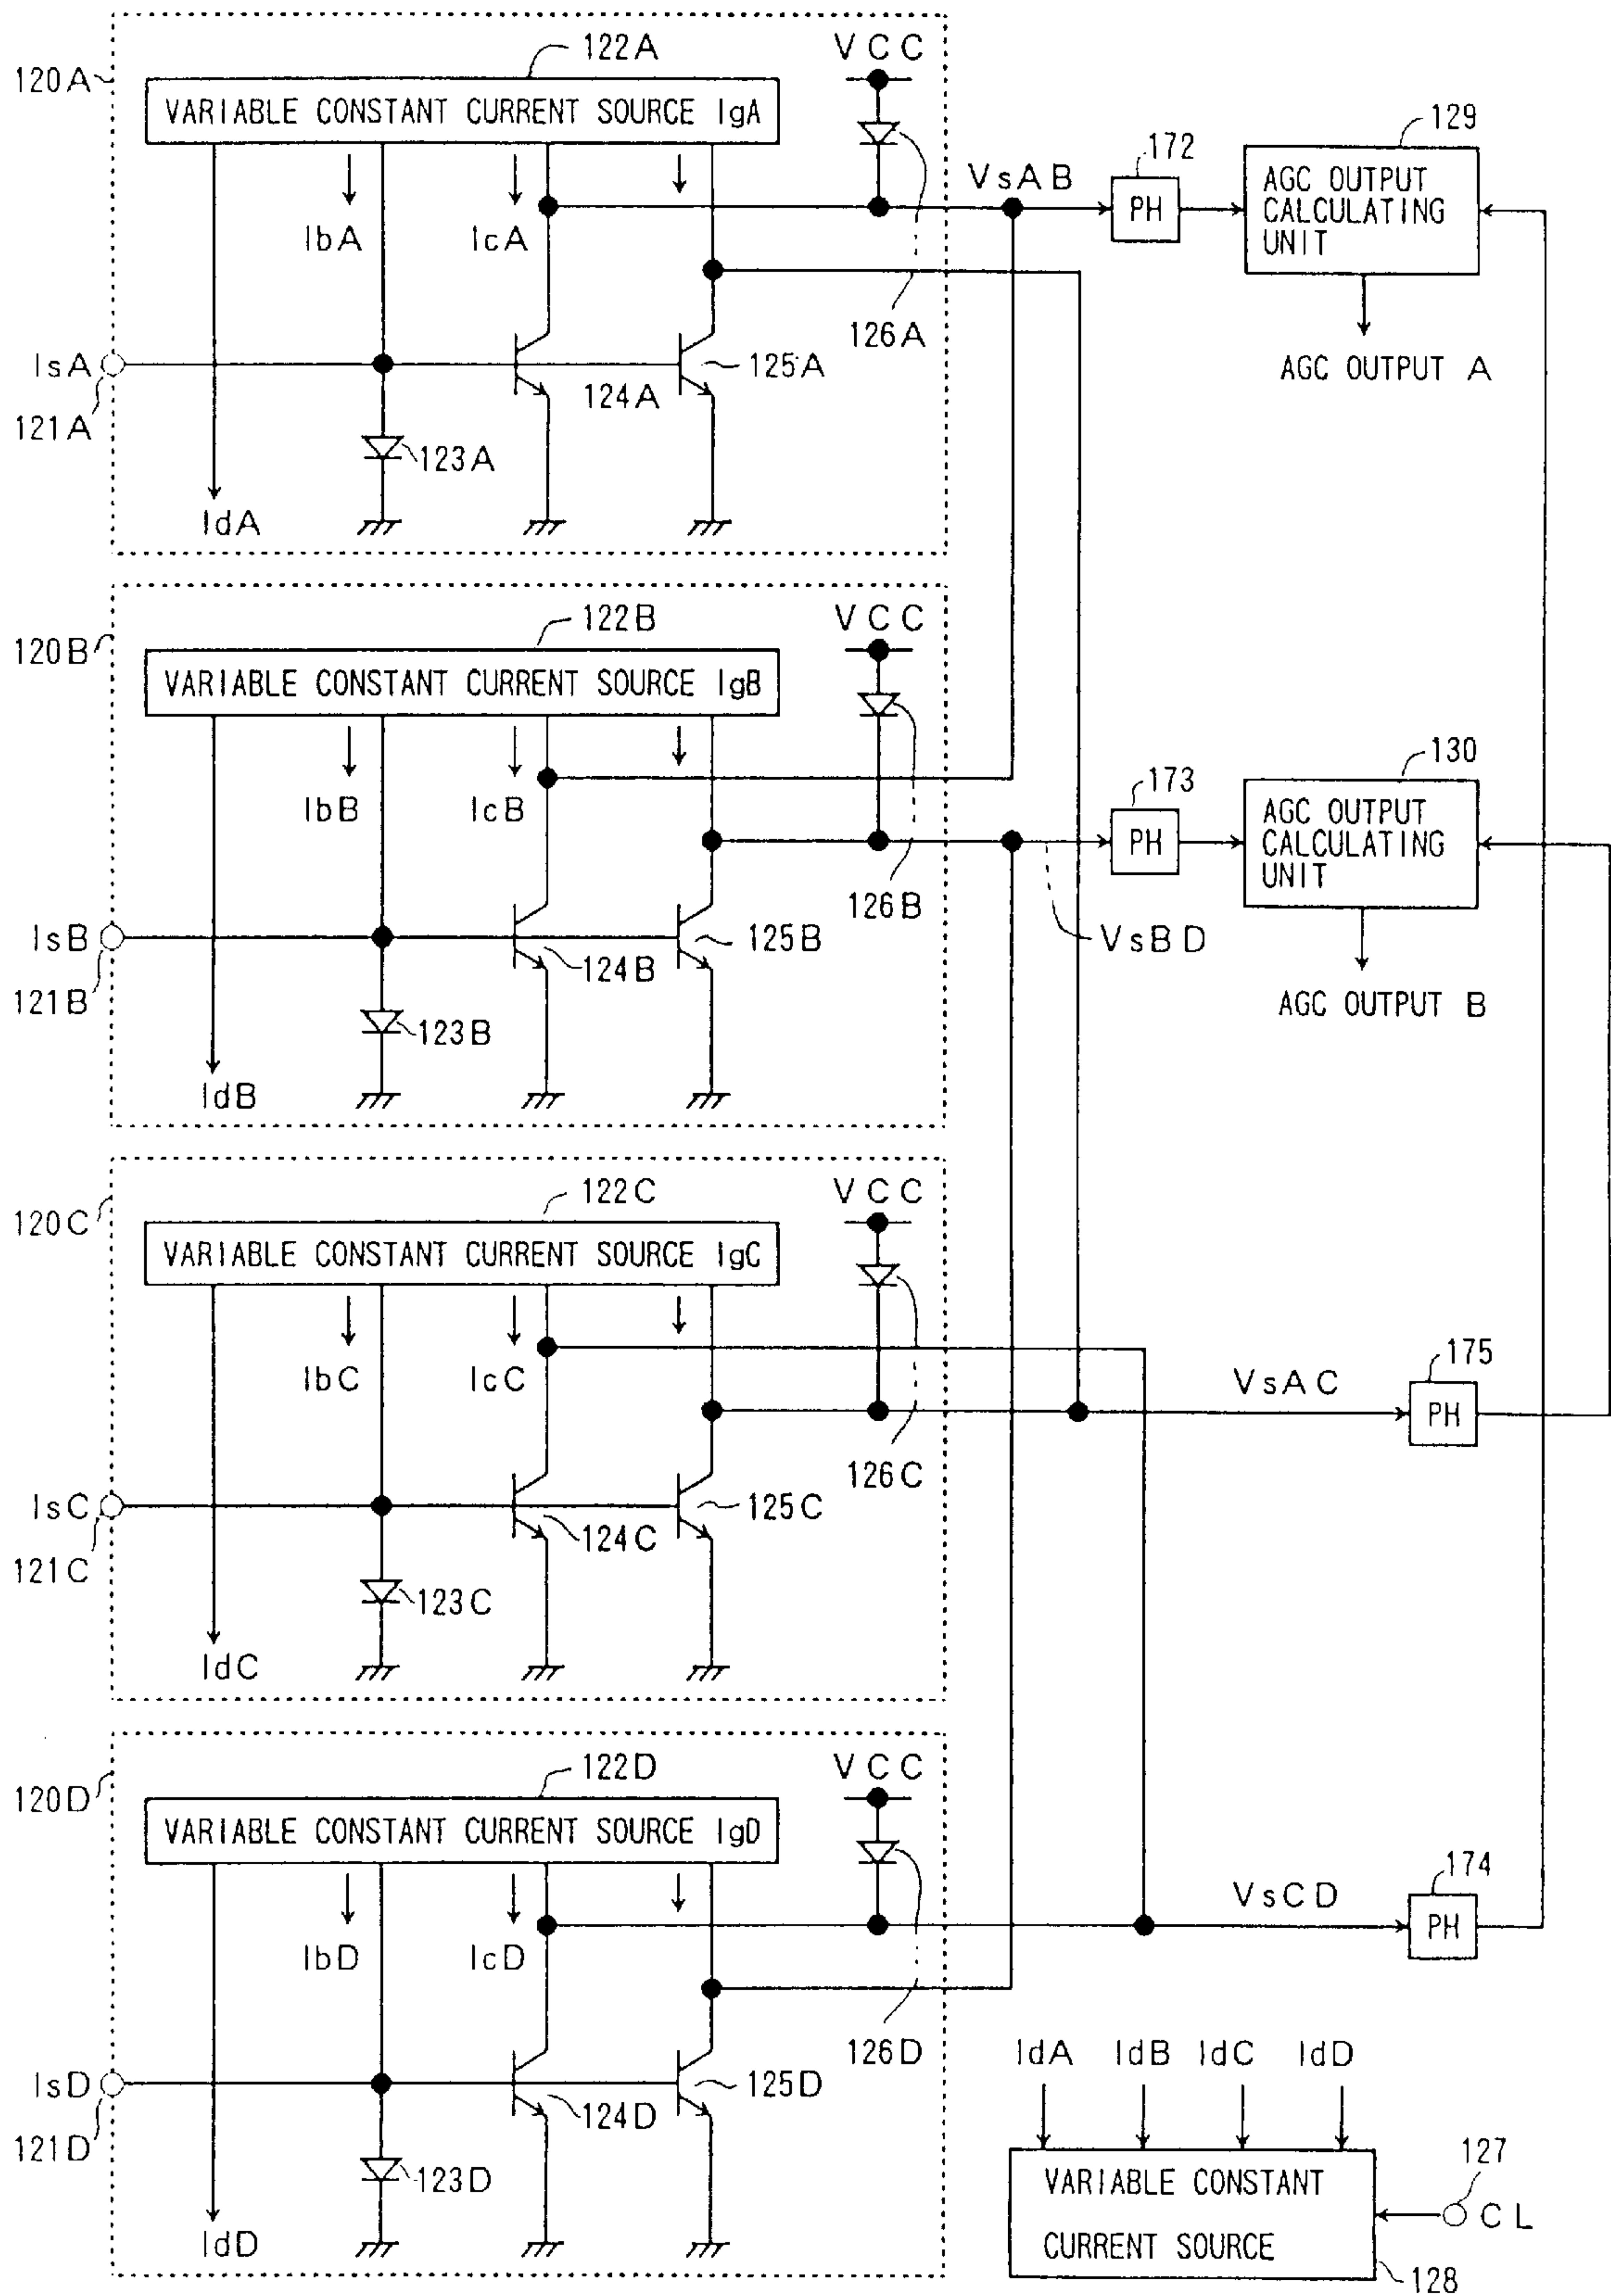 120A
122A
VCC
VARIABLE CONSTANT CURRENT SOURCE IgA
IbA
IcA
126A
VsAB
172
PH
129
AGC OUTPUT
CALCULATING
UNIT
AGC OUTPUT A
IsA
121A
123A
124A
125A
IdA
120B
122B
VCC
VARIABLE CONSTANT CURRENT SOURCE IgB
IbB
IcB
126B
173
PH
130
AGC OUTPUT
CALCULATING
UNIT
VsBD
AGC OUTPUT B
IsB
121B
123B
124B
125B
IdB
120C
122C
VCC
VARIABLE CONSTANT CURRENT SOURCE IgC
IbC
IcC
126C
VsAC
175
PH
IsC
121C
123C
124C
125C
IdC
120D
122D
VCC
VARIABLE CONSTANT CURRENT SOURCE IgD
IbD
IcD
126D
VsCD
174
PH
IsD
121D
123D
124D
125D
IdD
IdA IdB IdC IdD
VARIABLE CONSTANT
CURRENT SOURCE
127
CL
128